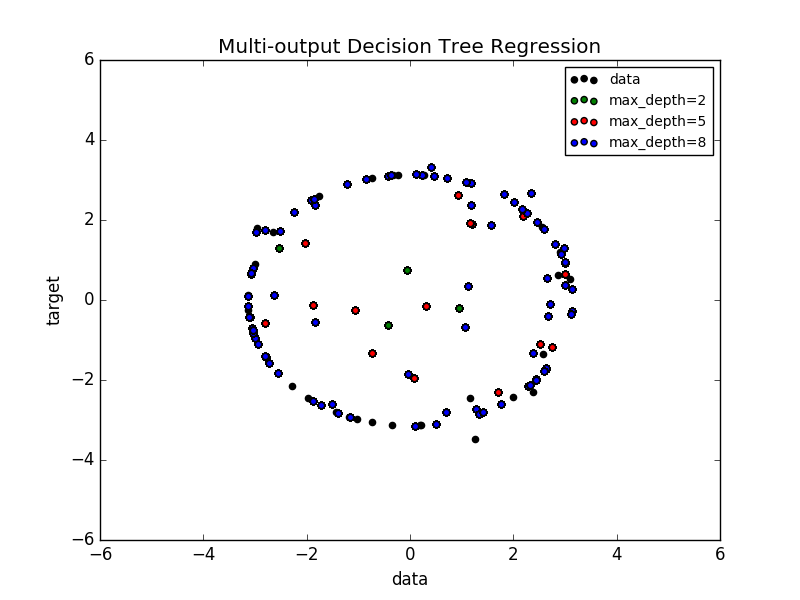 Multi-output Decision Tree Regression
data
max_depth=2
max_depth=5
max_depth=8
6
4
2
0
−2
−4
−6
target
−6 −4 −2 0 2 4 6
data